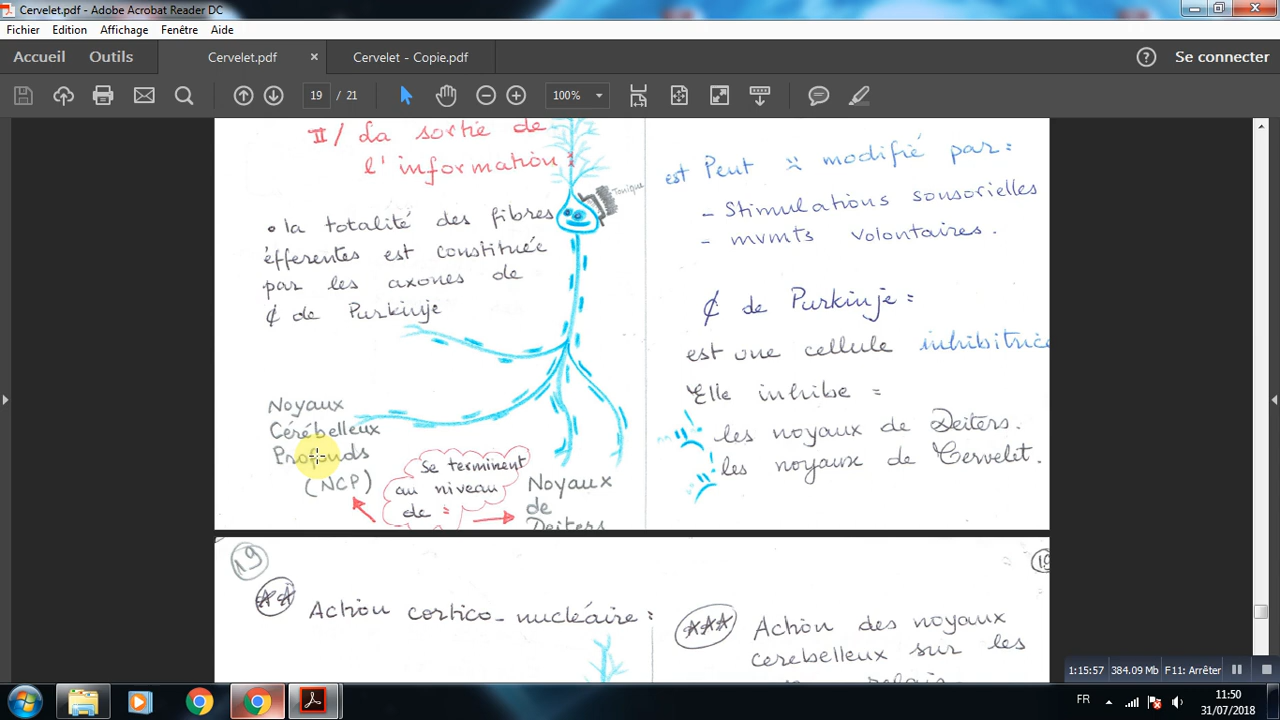 Cervelet.pdf - Adobe Acrobat Reader DC
Fichier Edition Affichage Fenêtre Aide
Accueil Outils Cervelet.pdf × Cervelet - Copie.pdf ? Se connecter
19 / 21 100%
II/ La sortie de
l'information :
Tonique
• la totalité des fibres
éfferentes est constituée
par les axones de
¢ de Purkinje
Noyaux
Cérébelleux
Profonds
(NCP)
Se terminent
au niveau
de :
Noyaux
de
Deiters
est Peut modifié par :
- Stimulations sensorielles
- mvmts volontaires.
¢ de Purkinje :
est une cellule inhibitrice
Elle inhibe =
les noyaux de Deiters.
les noyaux de Cervelet.
19
19
** Action cortico-nucléaire :
*** Action des noyaux
cerebelleux sur les
relais
1:15:57 384.09 Mb F11: Arrêter
FR 11:50
31/07/2018